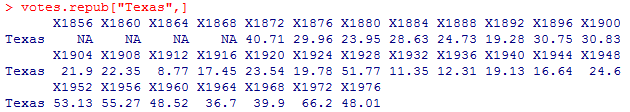 > votes.repub["Texas",]
X1856 X1860 X1864 X1868 X1872 X1876 X1880 X1884 X1888 X1892 X1896 X1900
Texas NA NA NA NA 40.71 29.96 23.95 28.63 24.73 19.28 30.75 30.83
X1904 X1908 X1912 X1916 X1920 X1924 X1928 X1932 X1936 X1940 X1944 X1948
Texas 21.9 22.35 8.77 17.45 23.54 19.78 51.77 11.35 12.31 19.13 16.64 24.6
X1952 X1956 X1960 X1964 X1968 X1972 X1976
Texas 53.13 55.27 48.52 36.7 39.9 66.2 48.01